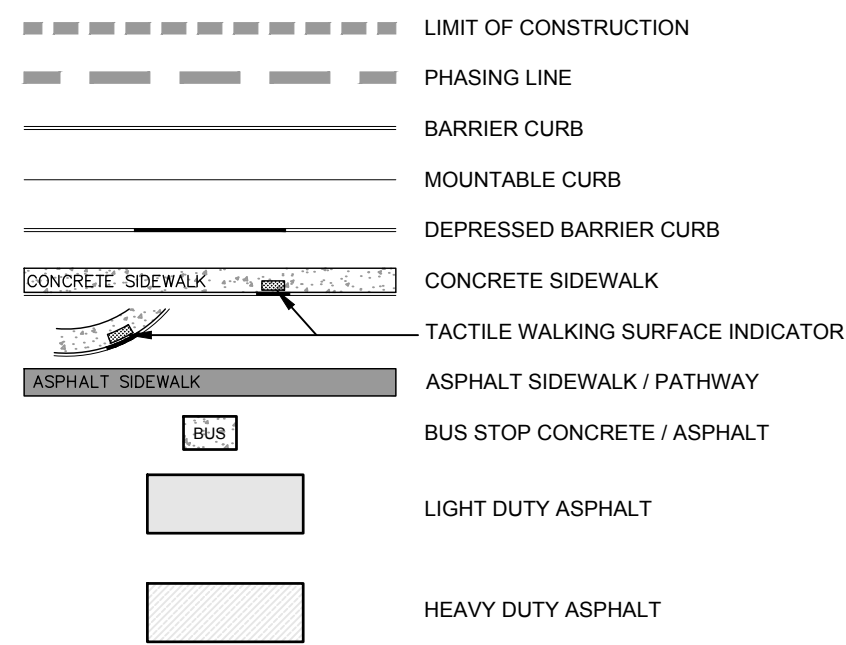 LIMIT OF CONSTRUCTION
PHASING LINE
BARRIER CURB
MOUNTABLE CURB
DEPRESSED BARRIER CURB
CONCRETE SIDEWALK CONCRETE SIDEWALK
TACTILE WALKING SURFACE INDICATOR
ASPHALT SIDEWALK ASPHALT SIDEWALK / PATHWAY
BUS BUS STOP CONCRETE / ASPHALT
LIGHT DUTY ASPHALT
HEAVY DUTY ASPHALT